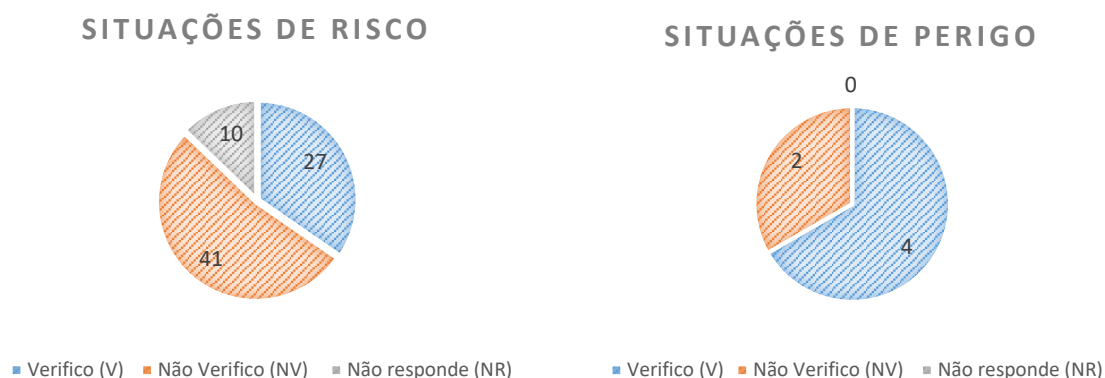 SITUAÇÕES DE RISCO
10
27
41
Verifico (V) Não Verifico (NV) Não responde (NR)
SITUAÇÕES DE PERIGO
0
2
4
Verifico (V) Não Verifico (NV) Não responde (NR)